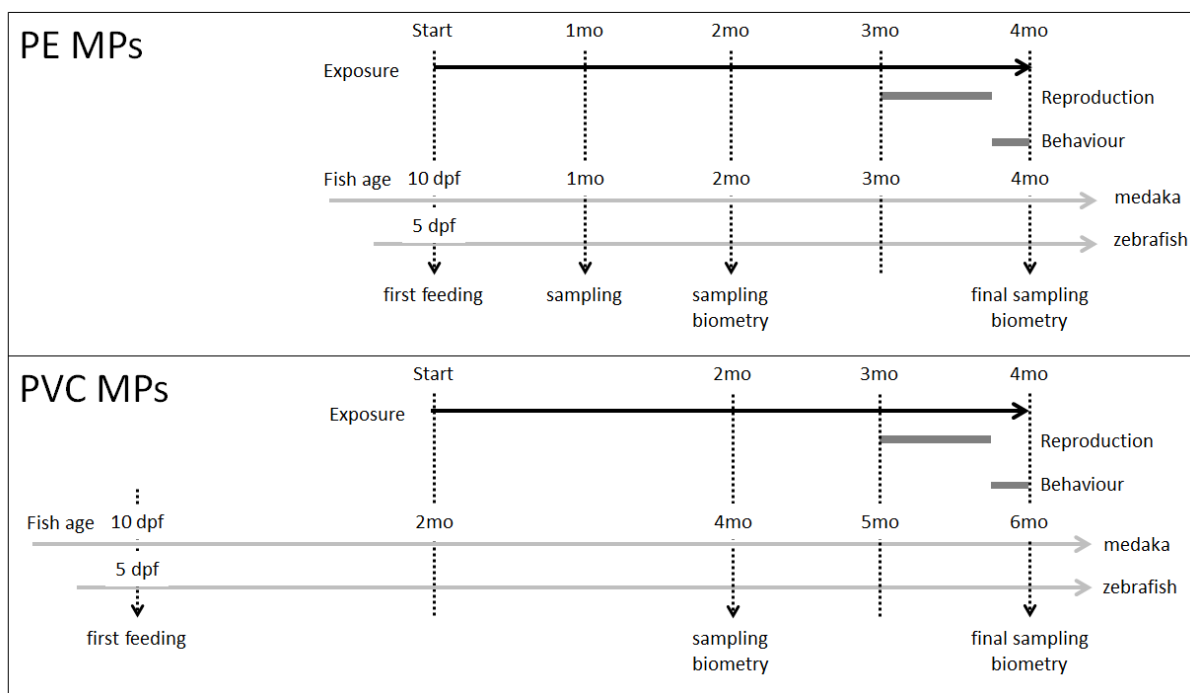 PE MPs
Start 1mo 2mo 3mo 4mo
Exposure
Reproduction
Behaviour
Fish age 10 dpf 1mo 2mo 3mo 4mo
medaka
5 dpf
zebrafish
first feeding sampling sampling final sampling
biometry biometry
PVC MPs
Start 2mo 3mo 4mo
Exposure
Reproduction
Behaviour
Fish age 10 dpf 2mo 4mo 5mo 6mo
medaka
5 dpf
zebrafish
first feeding sampling final sampling
biometry biometry